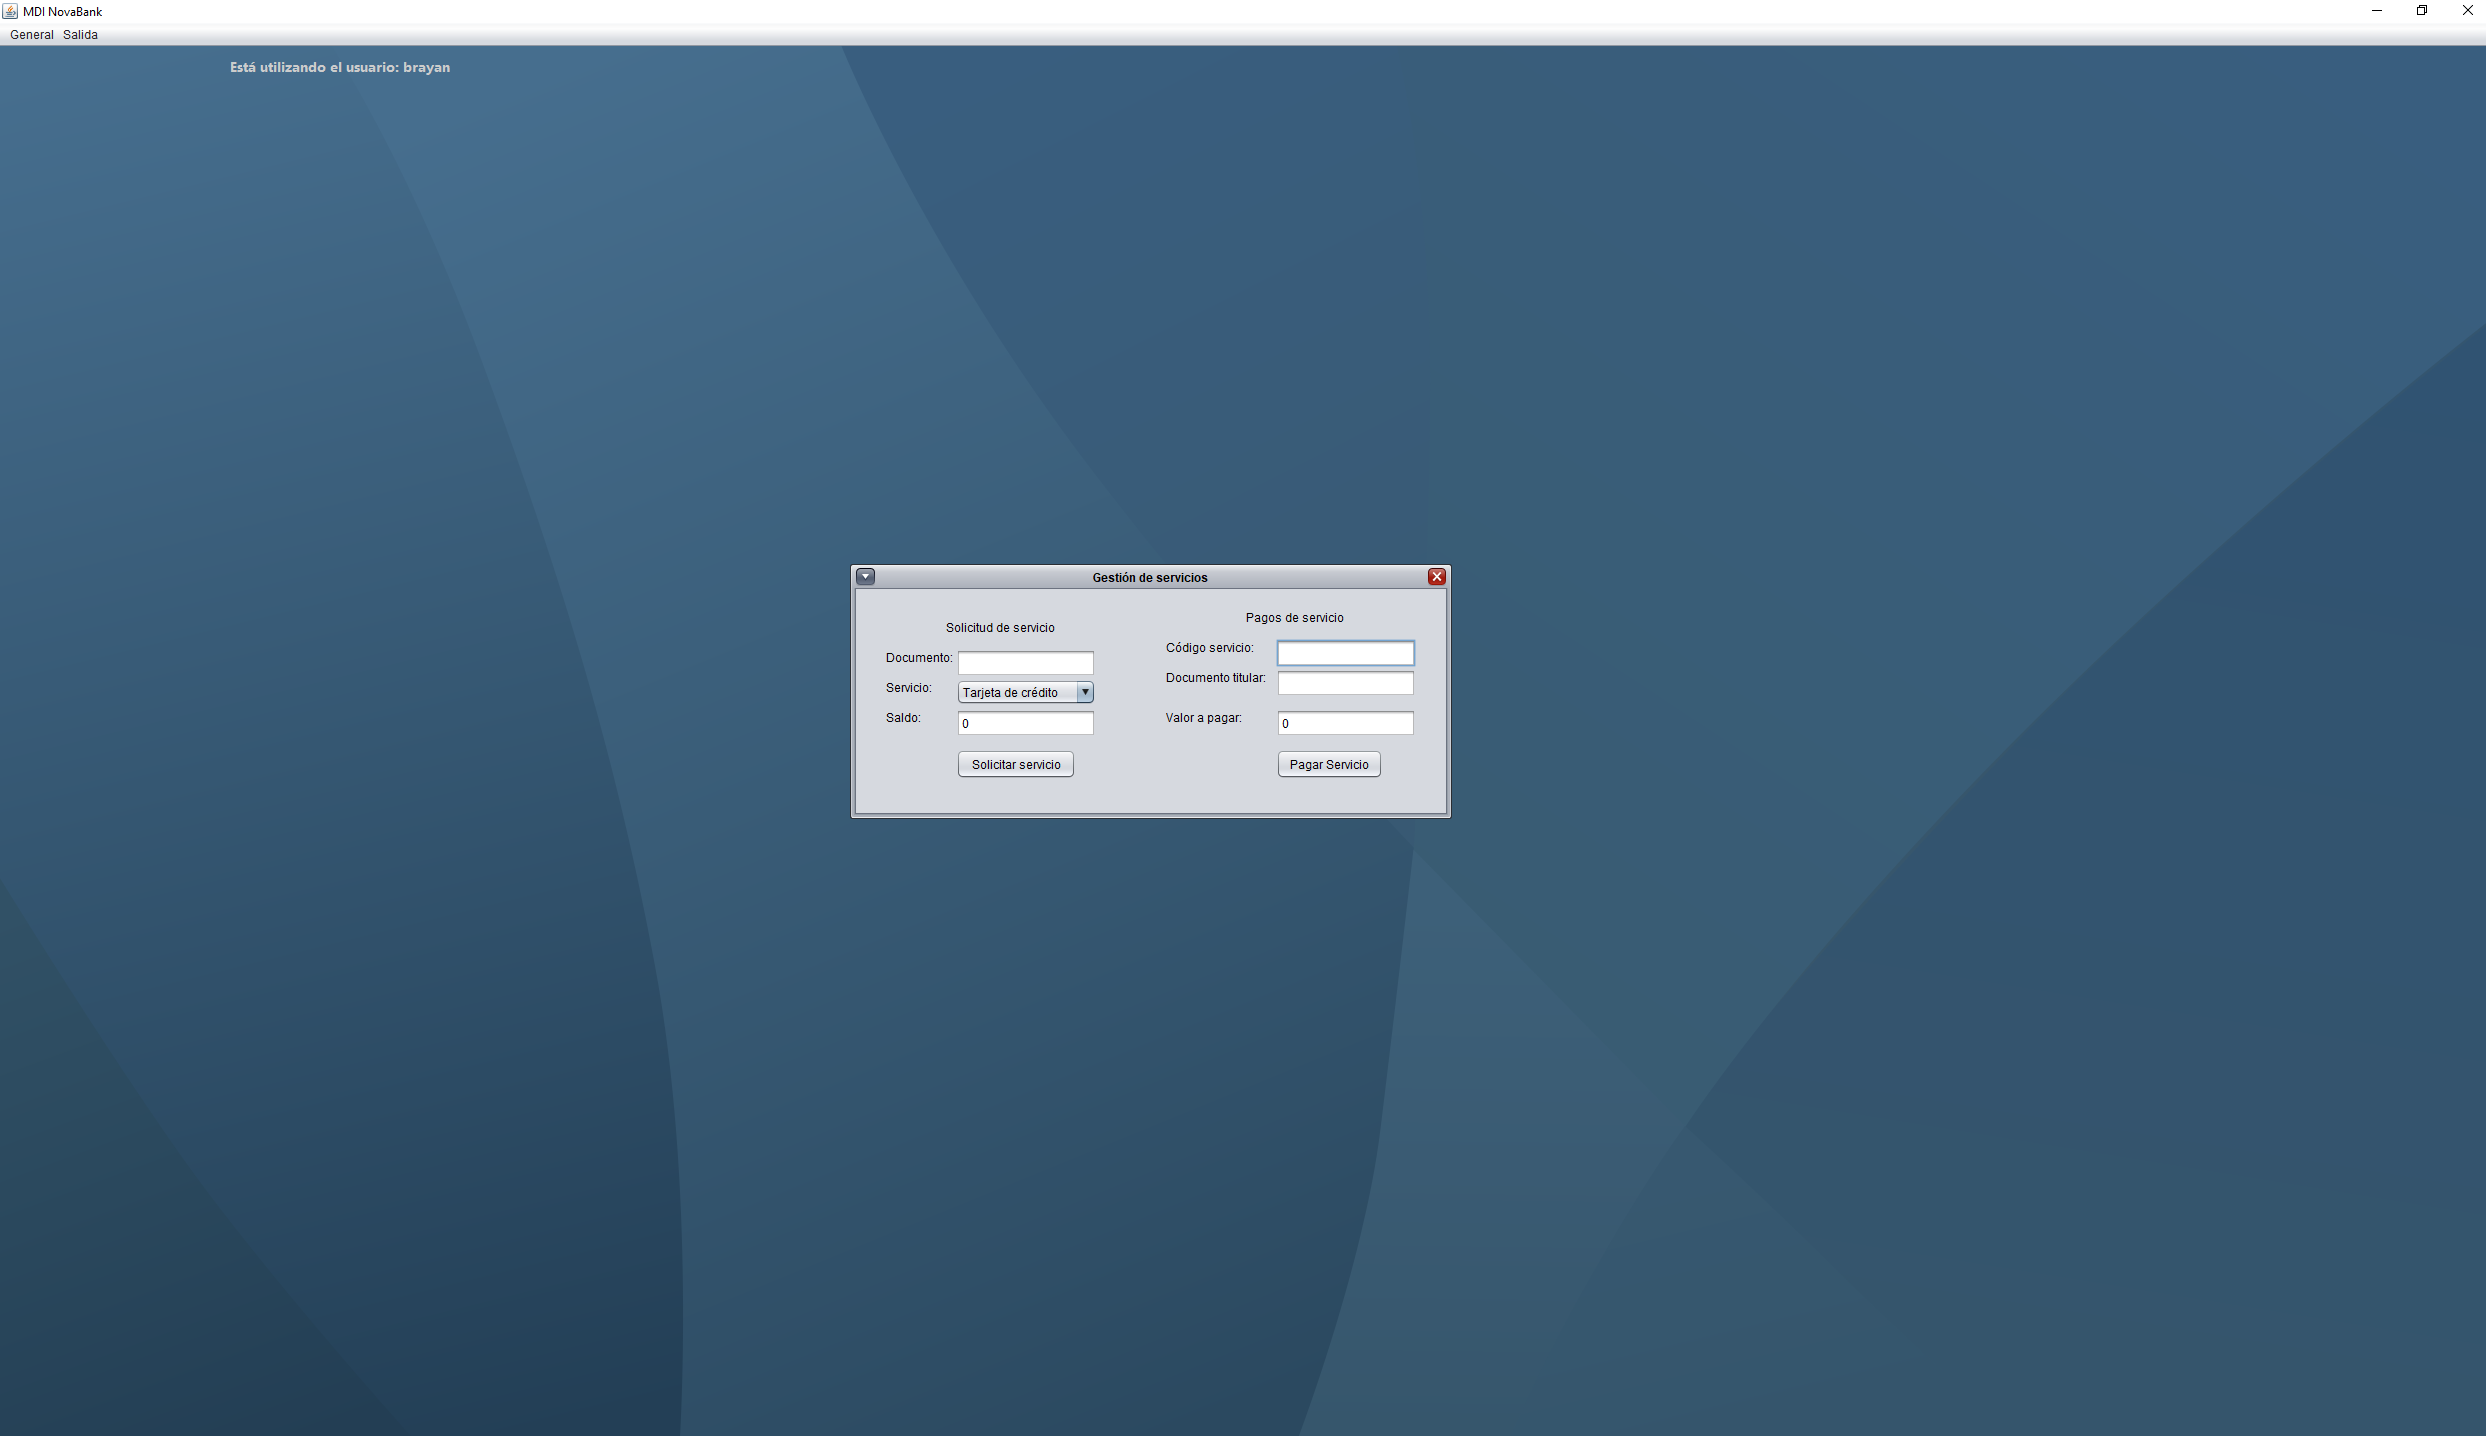 MDI NovaBank
General Salida
Está utilizando el usuario: brayan
Gestión de servicios
Solicitud de servicio
Documento:
Servicio: Tarjeta de crédito
Saldo: 0
Solicitar servicio
Pagos de servicio
Código servicio:
Documento titular:
Valor a pagar: 0
Pagar Servicio